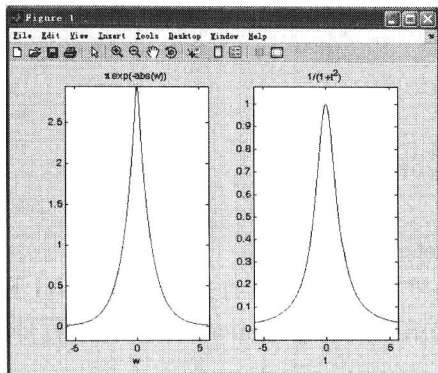 Figure 1
File Edit View Insert Tools Desktop Window Help
π exp(-abs(w))
2.5
2
1.5
1
0.5
0
-5 0 5
w
1/(1+t²)
1
0.9
0.8
0.7
0.6
0.5
0.4
0.3
0.2
0.1
0
-5 0 5
t